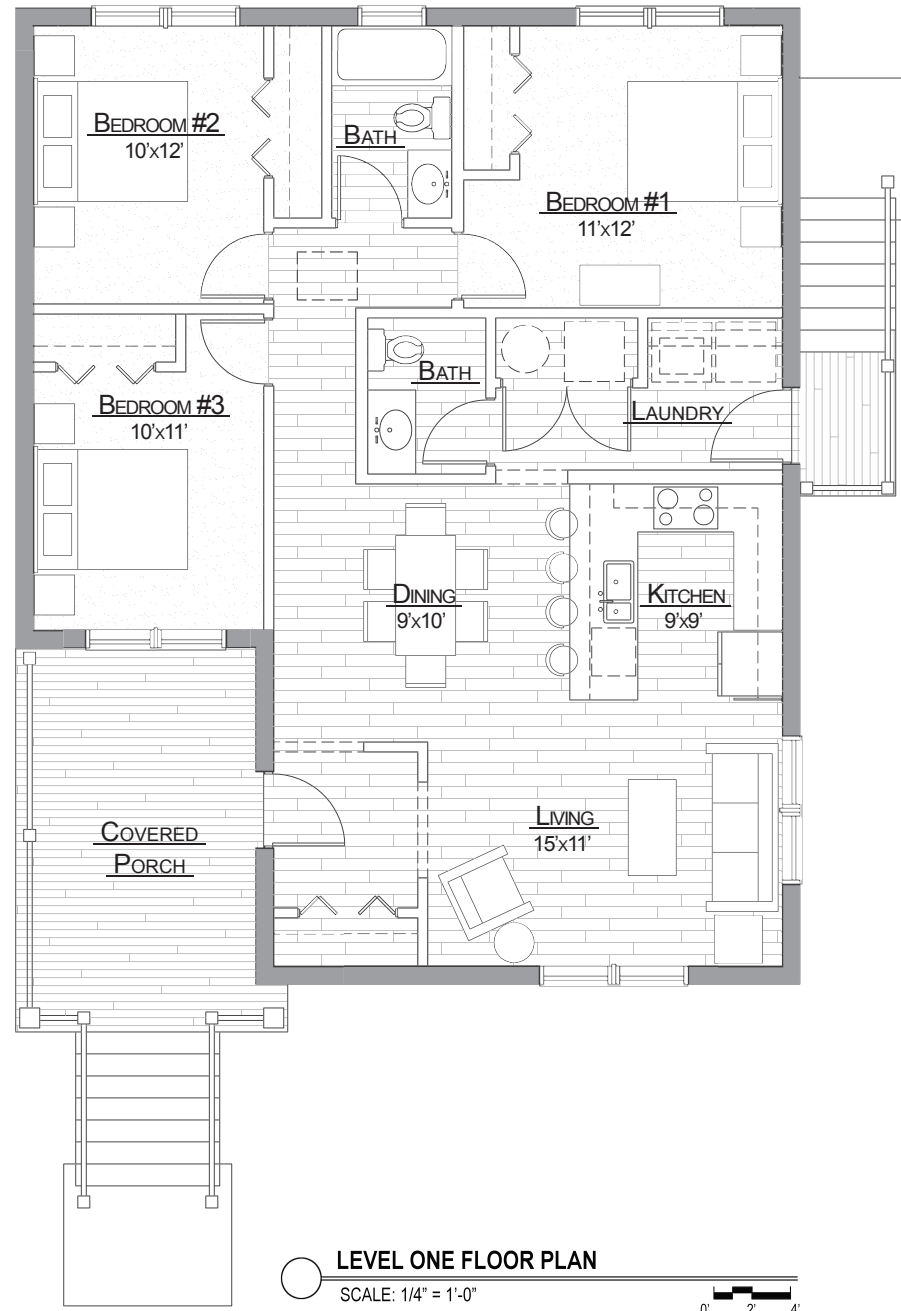 BEDROOM #2
10'x12'
BATH
BEDROOM #1
11'x12'
BATH
BEDROOM #3
10'x11'
LAUNDRY
DINING
9'x10'
KITCHEN
9'x9'
COVERED
PORCH
LIVING
15'x11'
LEVEL ONE FLOOR PLAN
SCALE: 1/4" = 1'-0"
0' 2' 4'